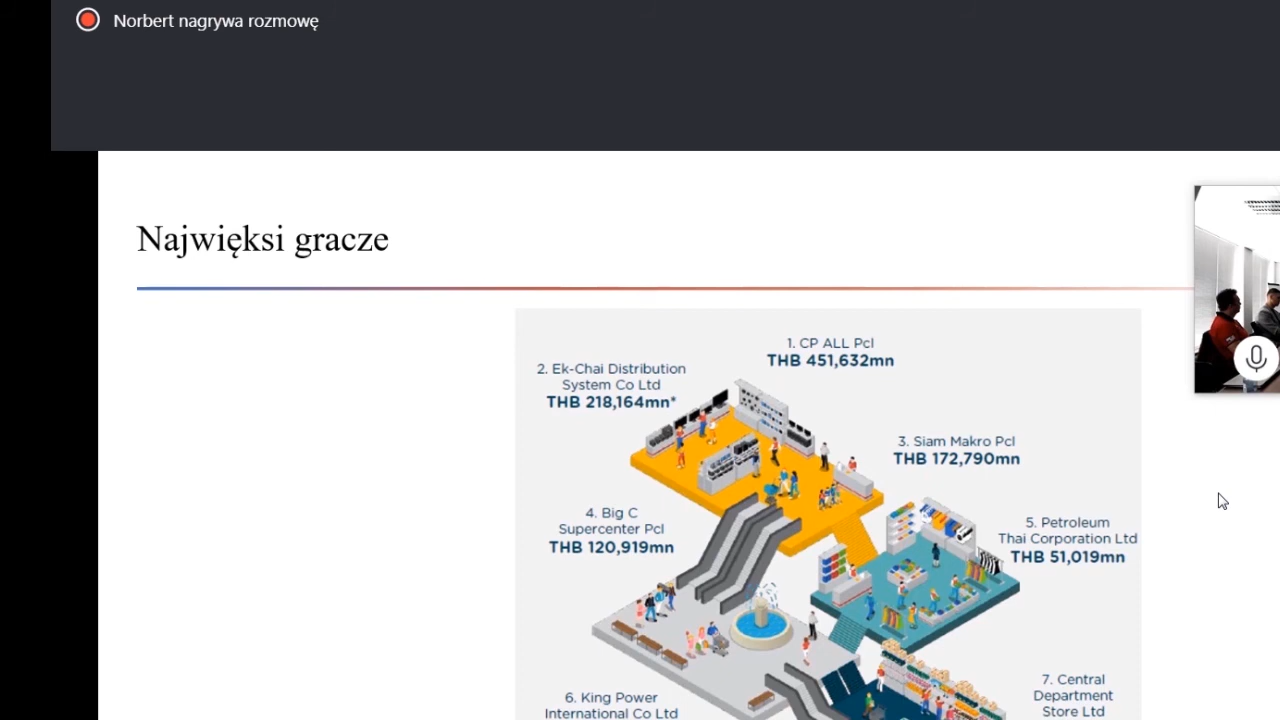 Norbert nagrywa rozmowę
Najwięksi gracze
1. CP ALL Pcl
THB 451,632mn
2. Ek-Chai Distribution
System Co Ltd
THB 218,164mn*
3. Siam Makro Pcl
THB 172,790mn
4. Big C
Supercenter Pcl
THB 120,919mn
5. Petroleum
Thai Corporation Ltd
THB 51,019mn
6. King Power
International Co Ltd
7. Central
Department
Store Ltd